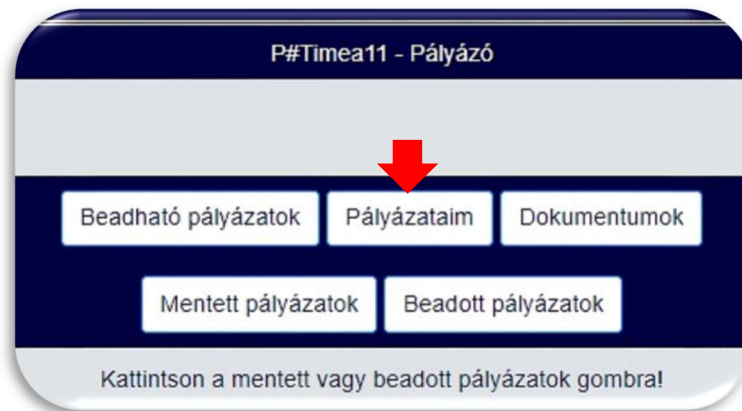 P#Timea11 - Pályázó
Beadható pályázatok Pályázataim Dokumentumok
Mentett pályázatok Beadott pályázatok
Kattintson a mentett vagy beadott pályázatok gombra!